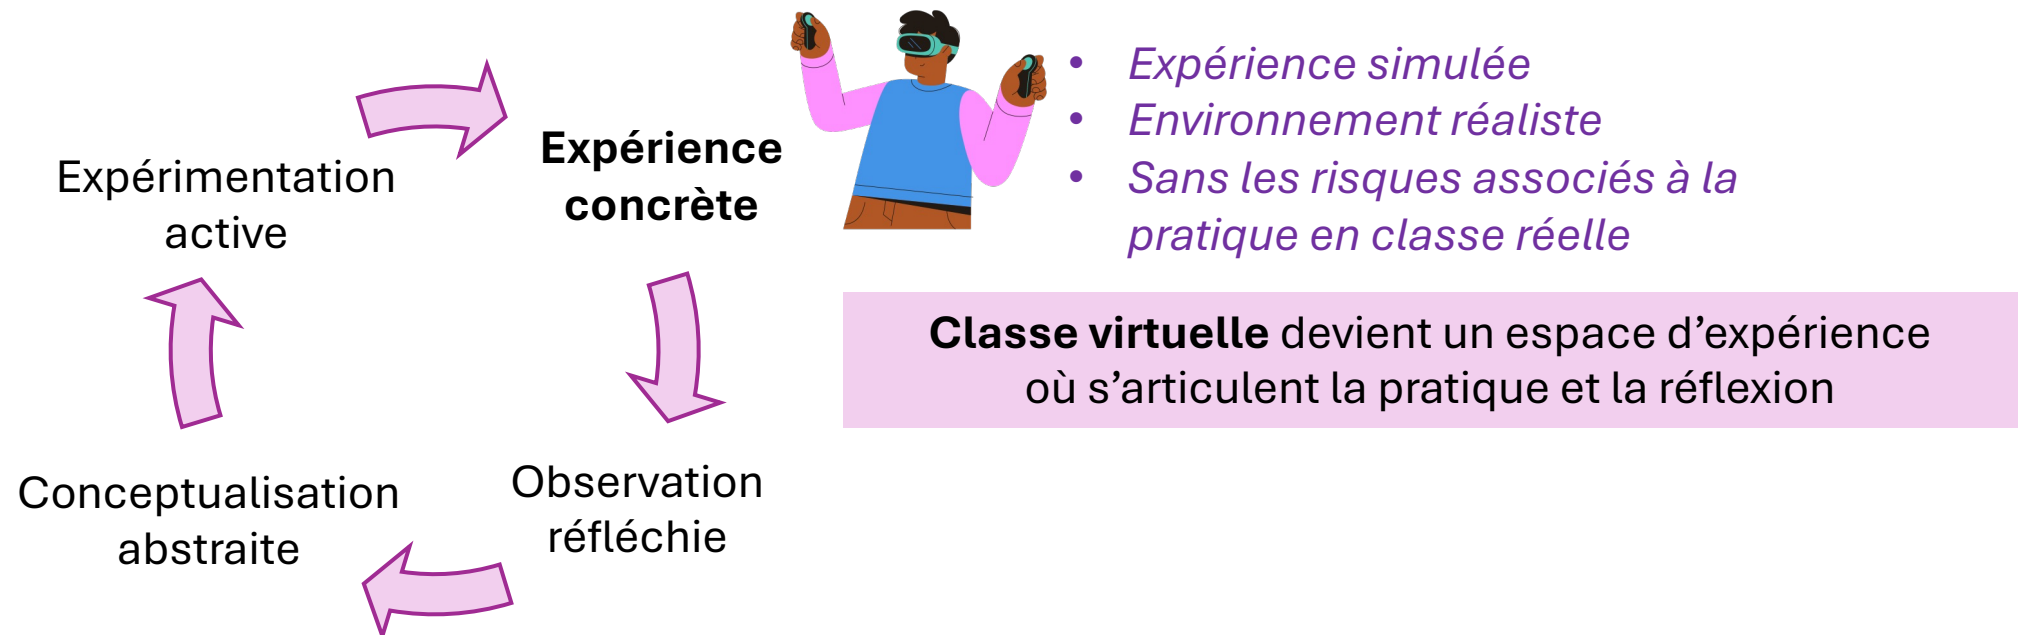 Expérimentation
active
Expérience
concrète
Observation
réfléchie
Conceptualisation
abstraite
• Expérience simulée
• Environnement réaliste
• Sans les risques associés à la
pratique en classe réelle
Classe virtuelle devient un espace d’expérience
où s’articulent la pratique et la réflexion